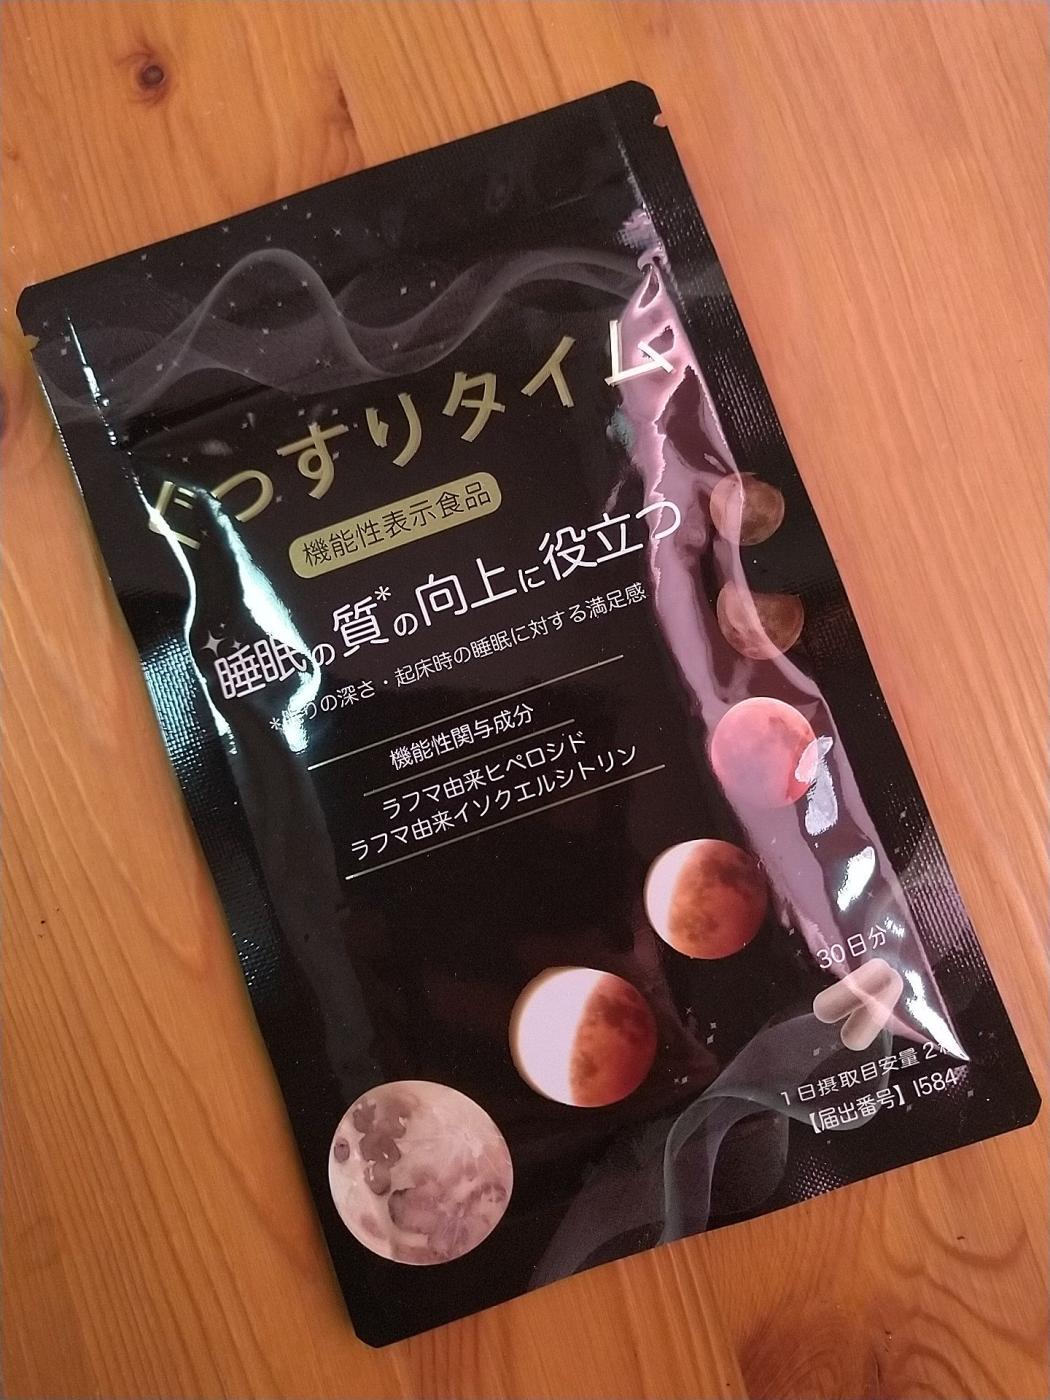 ぐっすりタイム
機能性表示食品
睡眠の質*の向上に役立つ
*眠りの深さ・起床時の睡眠に対する満足感
機能性関与成分
ラフマ由来ヒペロシド
ラフマ由来イソクエルシトリン
30日分
1日摂取目安量 2粒
【届出番号】I584